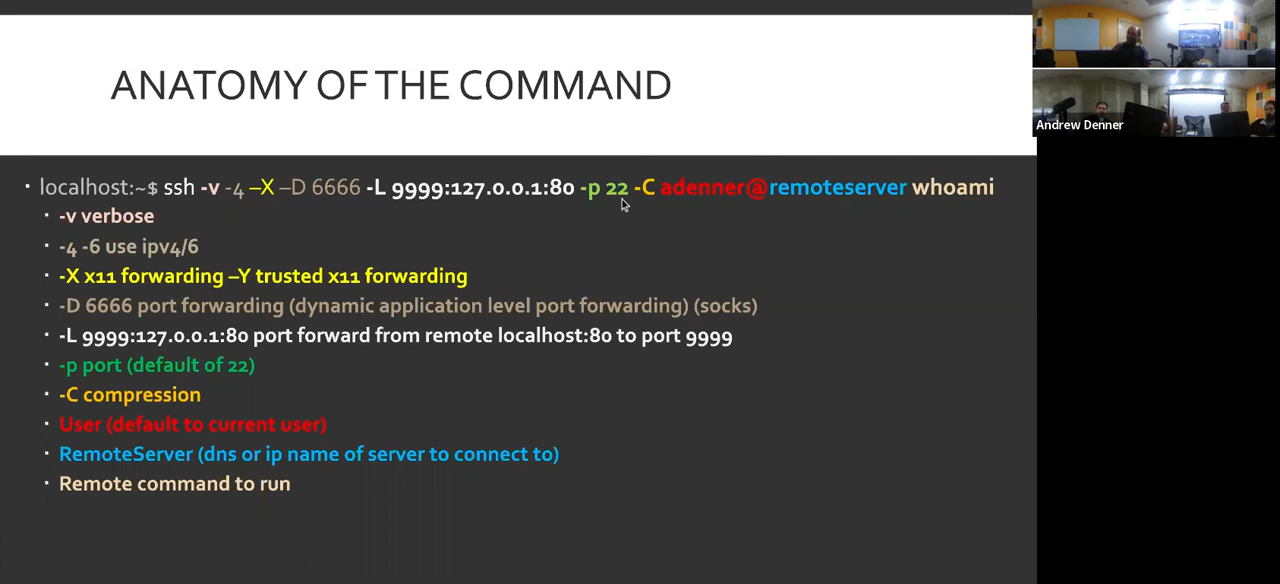 ANATOMY OF THE COMMAND
Andrew Denner
▪ localhost:~$ ssh -v -4 –X –D 6666 -L 9999:127.0.0.1:80 -p 22 -C adenner@remoteserver whoami
▪ -v verbose
▪ -4 -6 use ipv4/6
▪ -X x11 forwarding –Y trusted x11 forwarding
▪ -D 6666 port forwarding (dynamic application level port forwarding) (socks)
▪ -L 9999:127.0.0.1:80 port forward from remote localhost:80 to port 9999
▪ -p port (default of 22)
▪ -C compression
▪ User (default to current user)
▪ RemoteServer (dns or ip name of server to connect to)
▪ Remote command to run